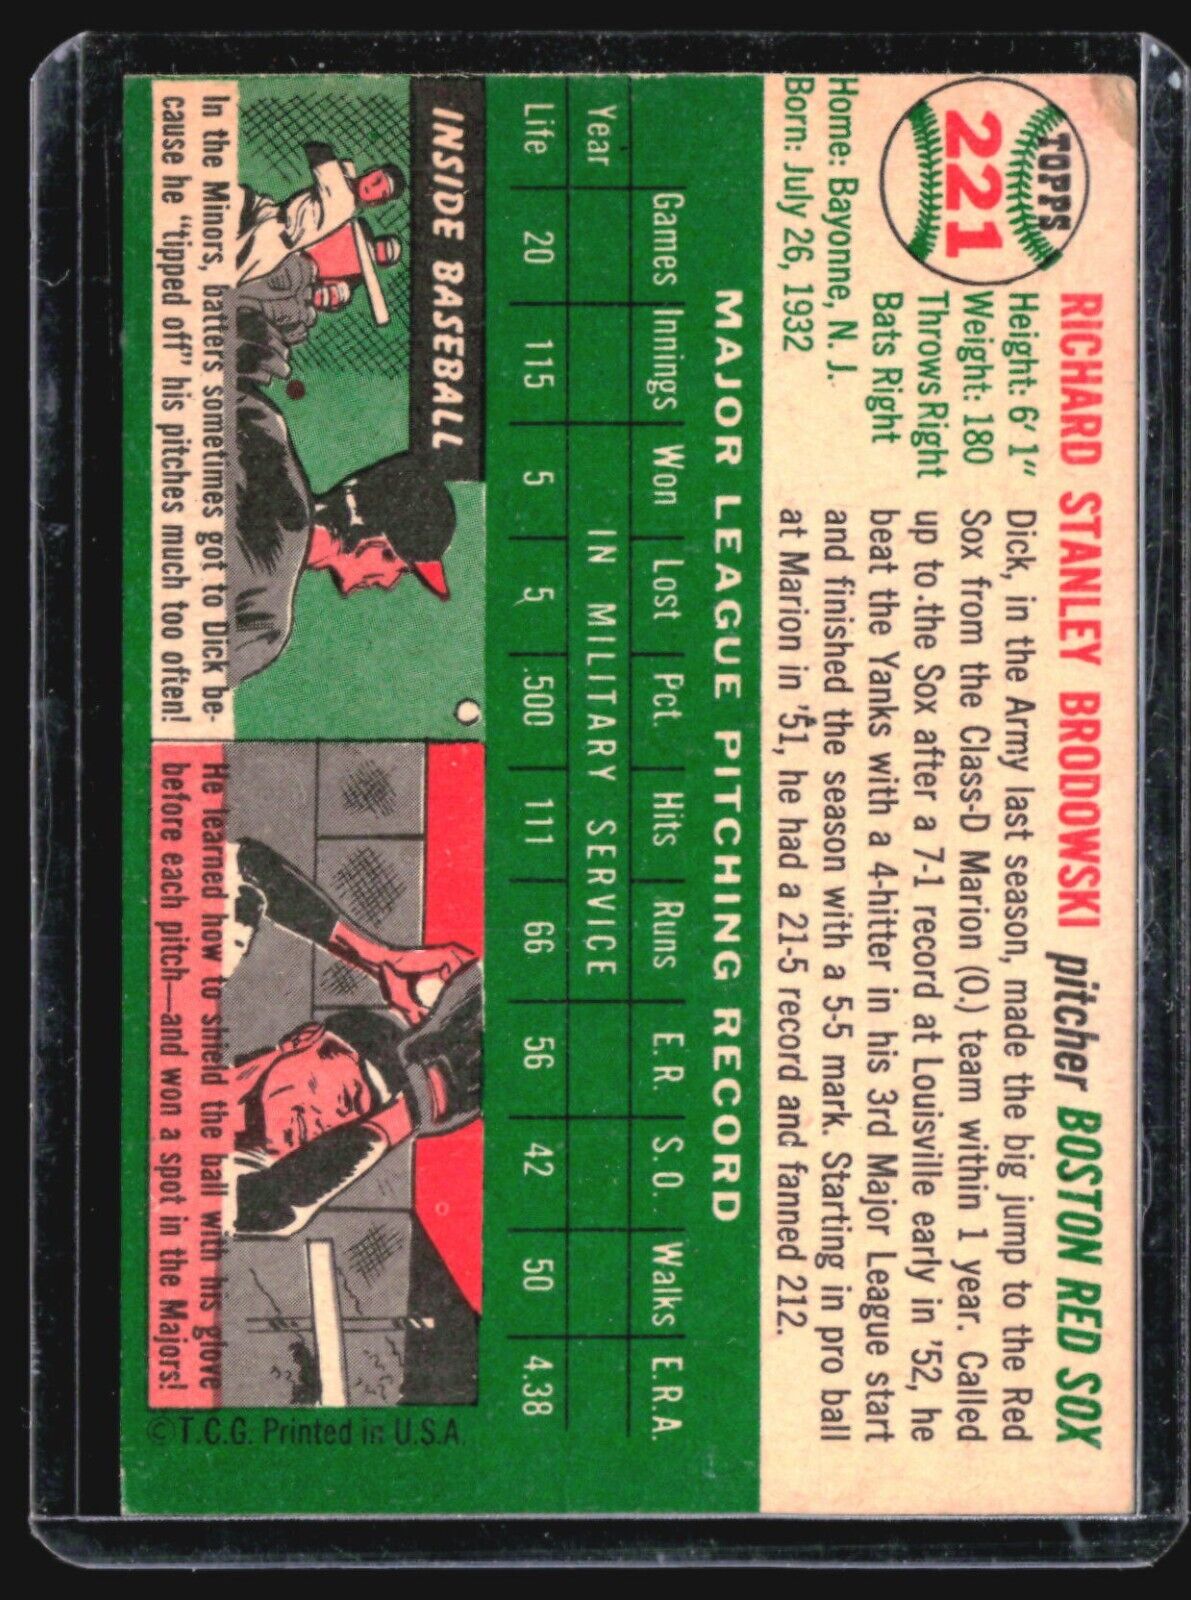 TOPPS
221
RICHARD STANLEY BRODOWSKI pitcher BOSTON RED SOX
Height: 6' 1"
Weight: 180
Throws Right
Bats Right
Home: Bayonne, N. J.
Born: July 26, 1932
Dick, in the Army last season, made the big jump to the Red
Sox from the Class-D Marion (O.) team within 1 year. Called
up to the Sox after a 7-1 record at Louisville early in '52, he
beat the Yanks with a 4-hitter in his 3rd Major League start
and finished the season with a 5-5 mark. Starting in pro ball
at Marion in '51, he had a 21-5 record and fanned 212.
MAJOR LEAGUE PITCHING RECORD
Games Innings Won Lost Pct. Hits Runs E.R. S.O. Walks E.R.A.
Year IN MILITARY SERVICE
Life 20 115 5 5 .500 111 66 56 42 50 4.38
INSIDE BASEBALL
In the Minors, batters sometimes got to Dick be-
cause he "tipped off" his pitches much too often!
He learned how to shield the ball with his glove
before each pitch—and won a spot in the Majors!
© T.C.G. Printed in U.S.A.